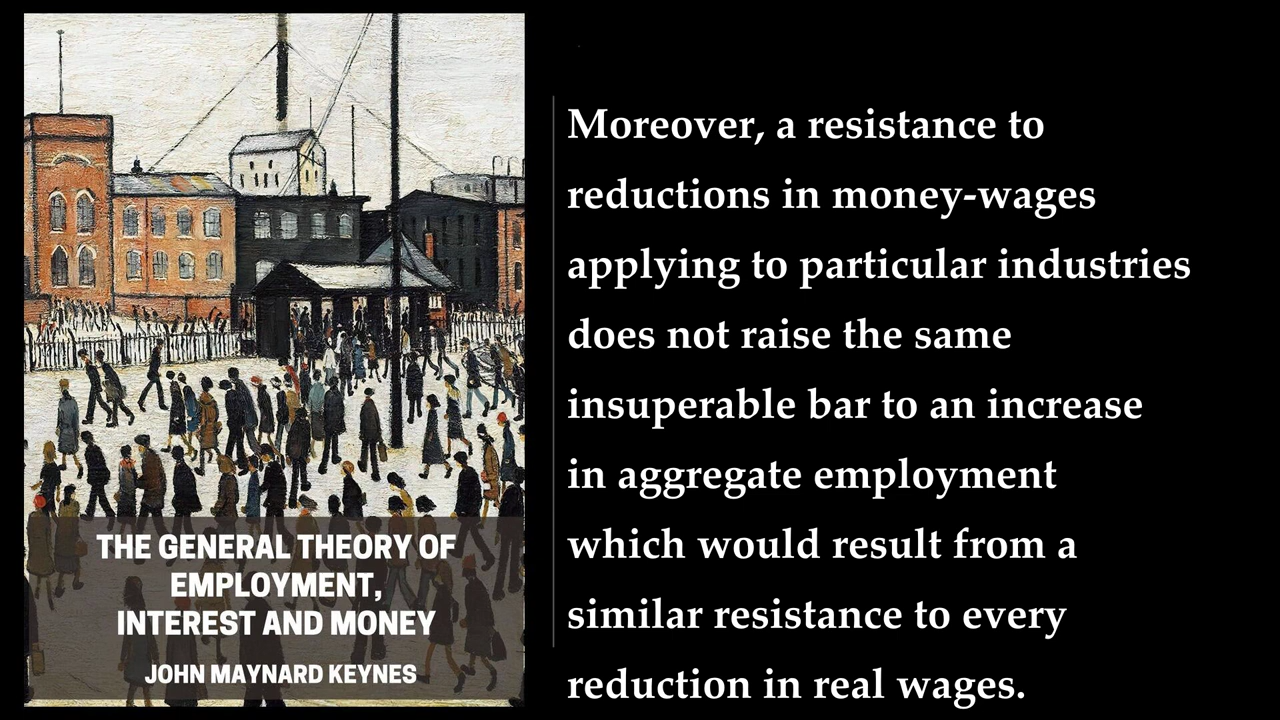 THE GENERAL THEORY OF
EMPLOYMENT,
INTEREST AND MONEY
JOHN MAYNARD KEYNES
Moreover, a resistance to
reductions in money-wages
applying to particular industries
does not raise the same
insuperable bar to an increase
in aggregate employment
which would result from a
similar resistance to every
reduction in real wages.